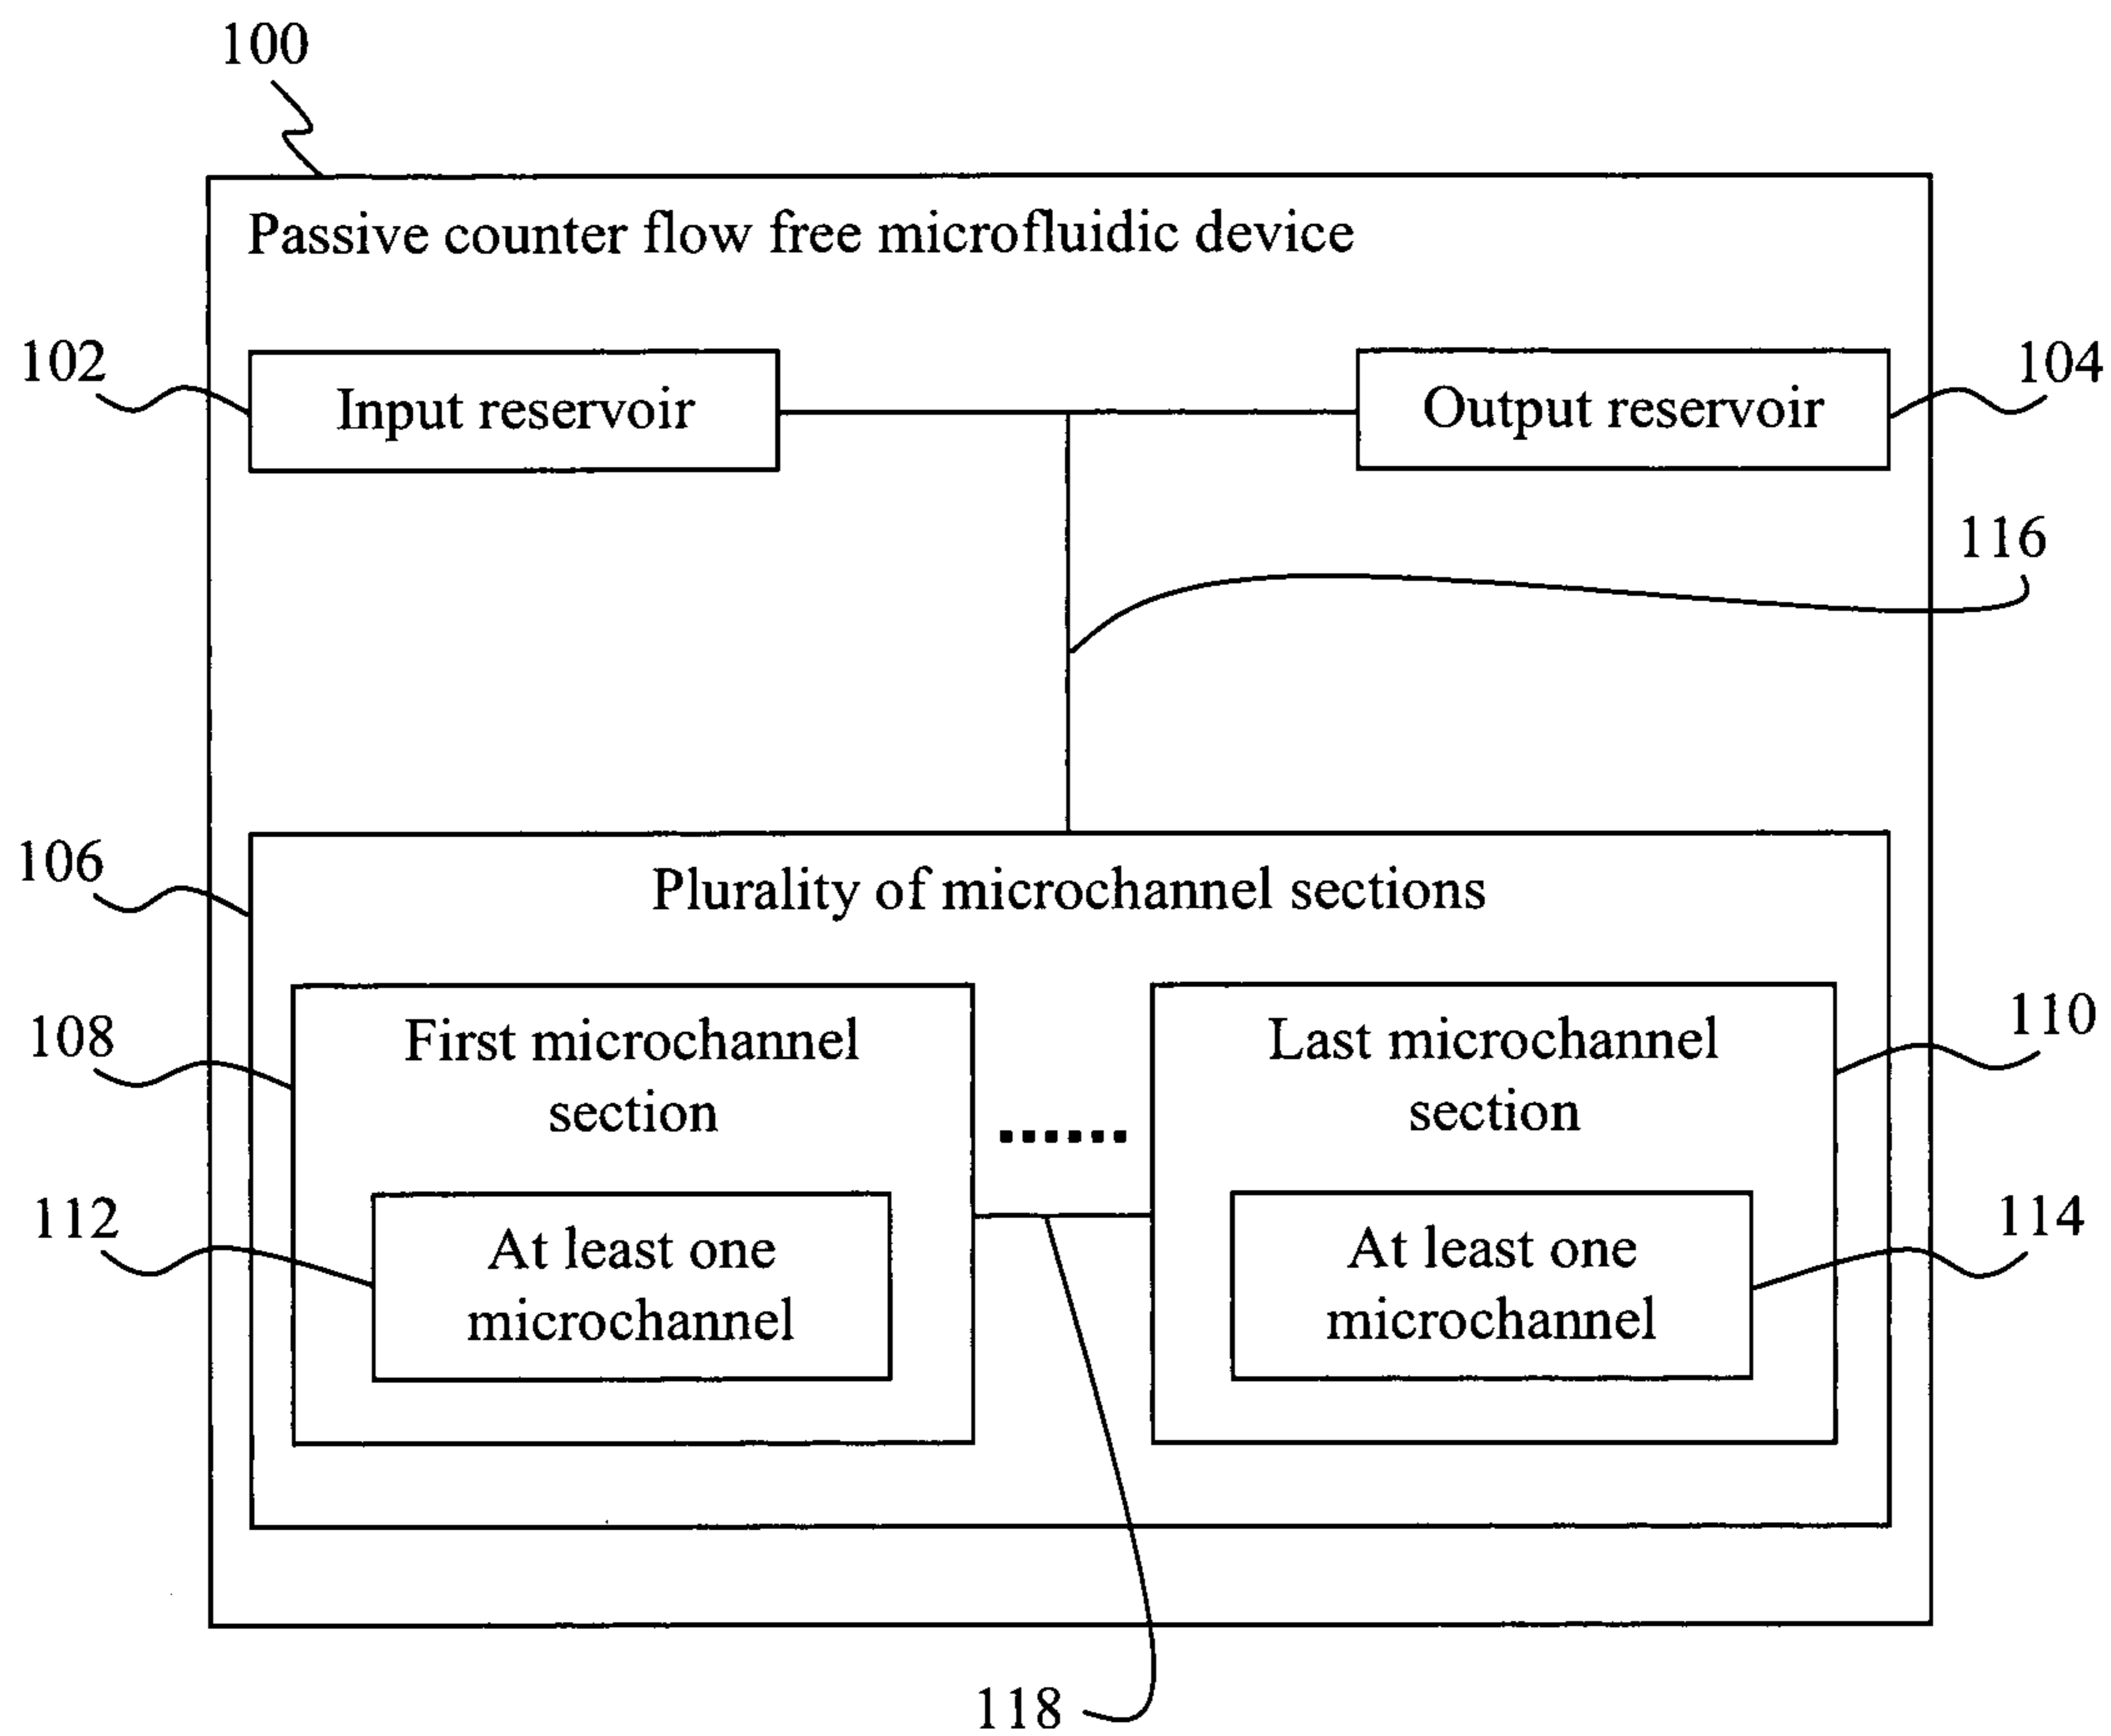 100
Passive counter flow free microfluidic device
102
Input reservoir
Output reservoir
104
116
106
Plurality of microchannel sections
108
First microchannel
section
Last microchannel
section
110
112
At least one
microchannel
At least one
microchannel
114
118